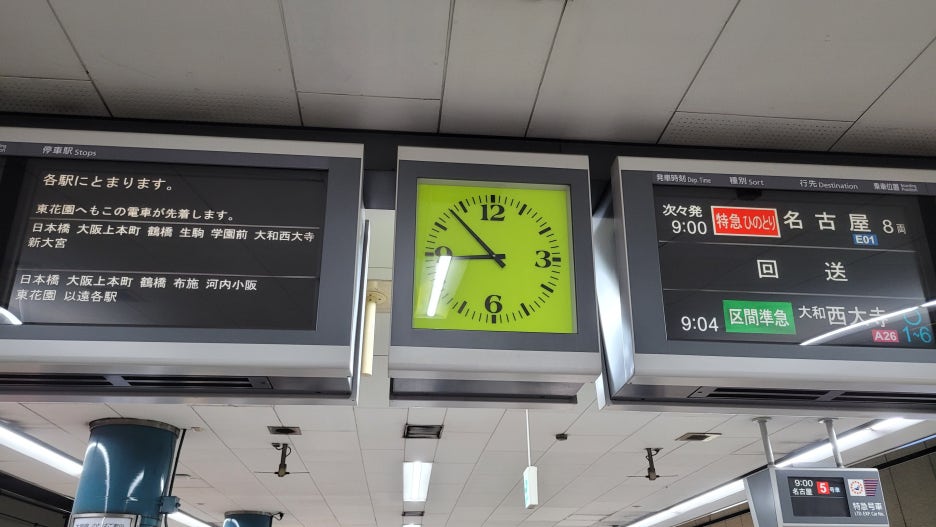 停車駅 Stops
各駅にとまります。
東花園へもこの電車が先着します。
日本橋 大阪上本町 鶴橋 生駒 学園前 大和西大寺
新大宮
日本橋 大阪上本町 鶴橋 布施 河内小阪
東花園 以遠各駅
12
3
6
9
発車時刻 Dep. Time 種別 Sort 行先 Destination 乗車位置
次々発
9:00 特急 ひのとり 名古屋 8両
E01
回送
9:04 区間準急 大和西大寺
A26 1~6
9:00
名古屋 5号車
特急号車